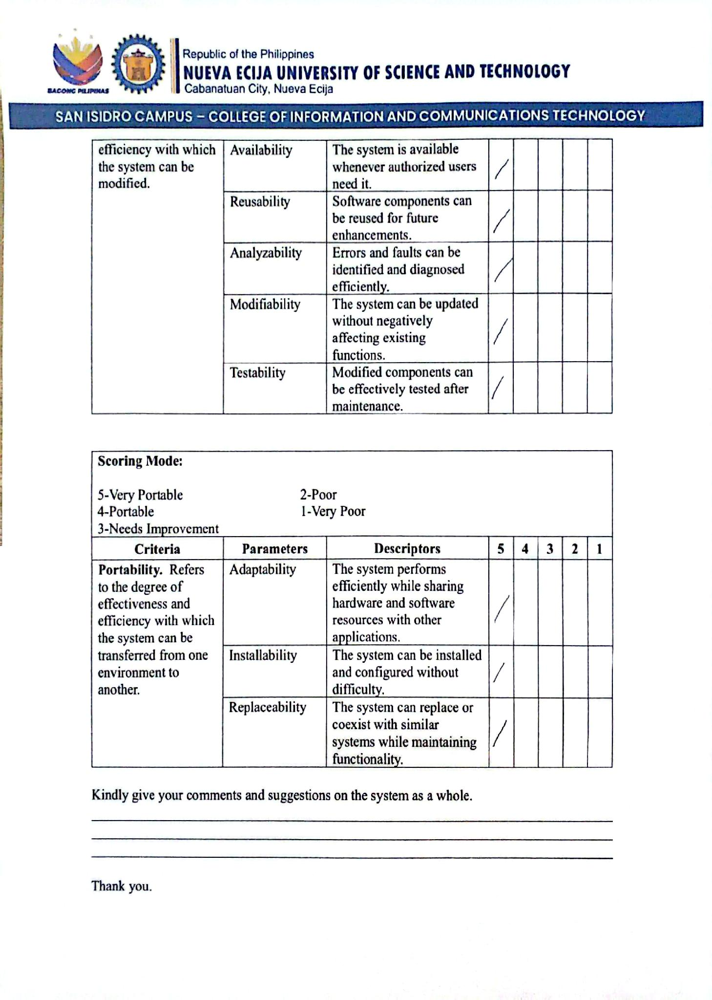 BAGONG PILIPINAS
Republic of the Philippines
NUEVA ECIJA UNIVERSITY OF SCIENCE AND TECHNOLOGY
Cabanatuan City, Nueva Ecija
SAN ISIDRO CAMPUS – COLLEGE OF INFORMATION AND COMMUNICATIONS TECHNOLOGY
efficiency with which
the system can be
modified.
Availability
The system is available
whenever authorized users
need it.
/
Reusability
Software components can
be reused for future
enhancements.
/
Analyzability
Errors and faults can be
identified and diagnosed
efficiently.
/
Modifiability
The system can be updated
without negatively
affecting existing
functions.
/
Testability
Modified components can
be effectively tested after
maintenance.
/
Scoring Mode:
5-Very Portable 2-Poor
4-Portable 1-Very Poor
3-Needs Improvement
Criteria Parameters Descriptors 5 4 3 2 1
Portability. Refers
to the degree of
effectiveness and
efficiency with which
the system can be
transferred from one
environment to
another.
Adaptability
The system performs
efficiently while sharing
hardware and software
resources with other
applications.
/
Installability
The system can be installed
and configured without
difficulty.
/
Replaceability
The system can replace or
coexist with similar
systems while maintaining
functionality.
/
Kindly give your comments and suggestions on the system as a whole.
Thank you.